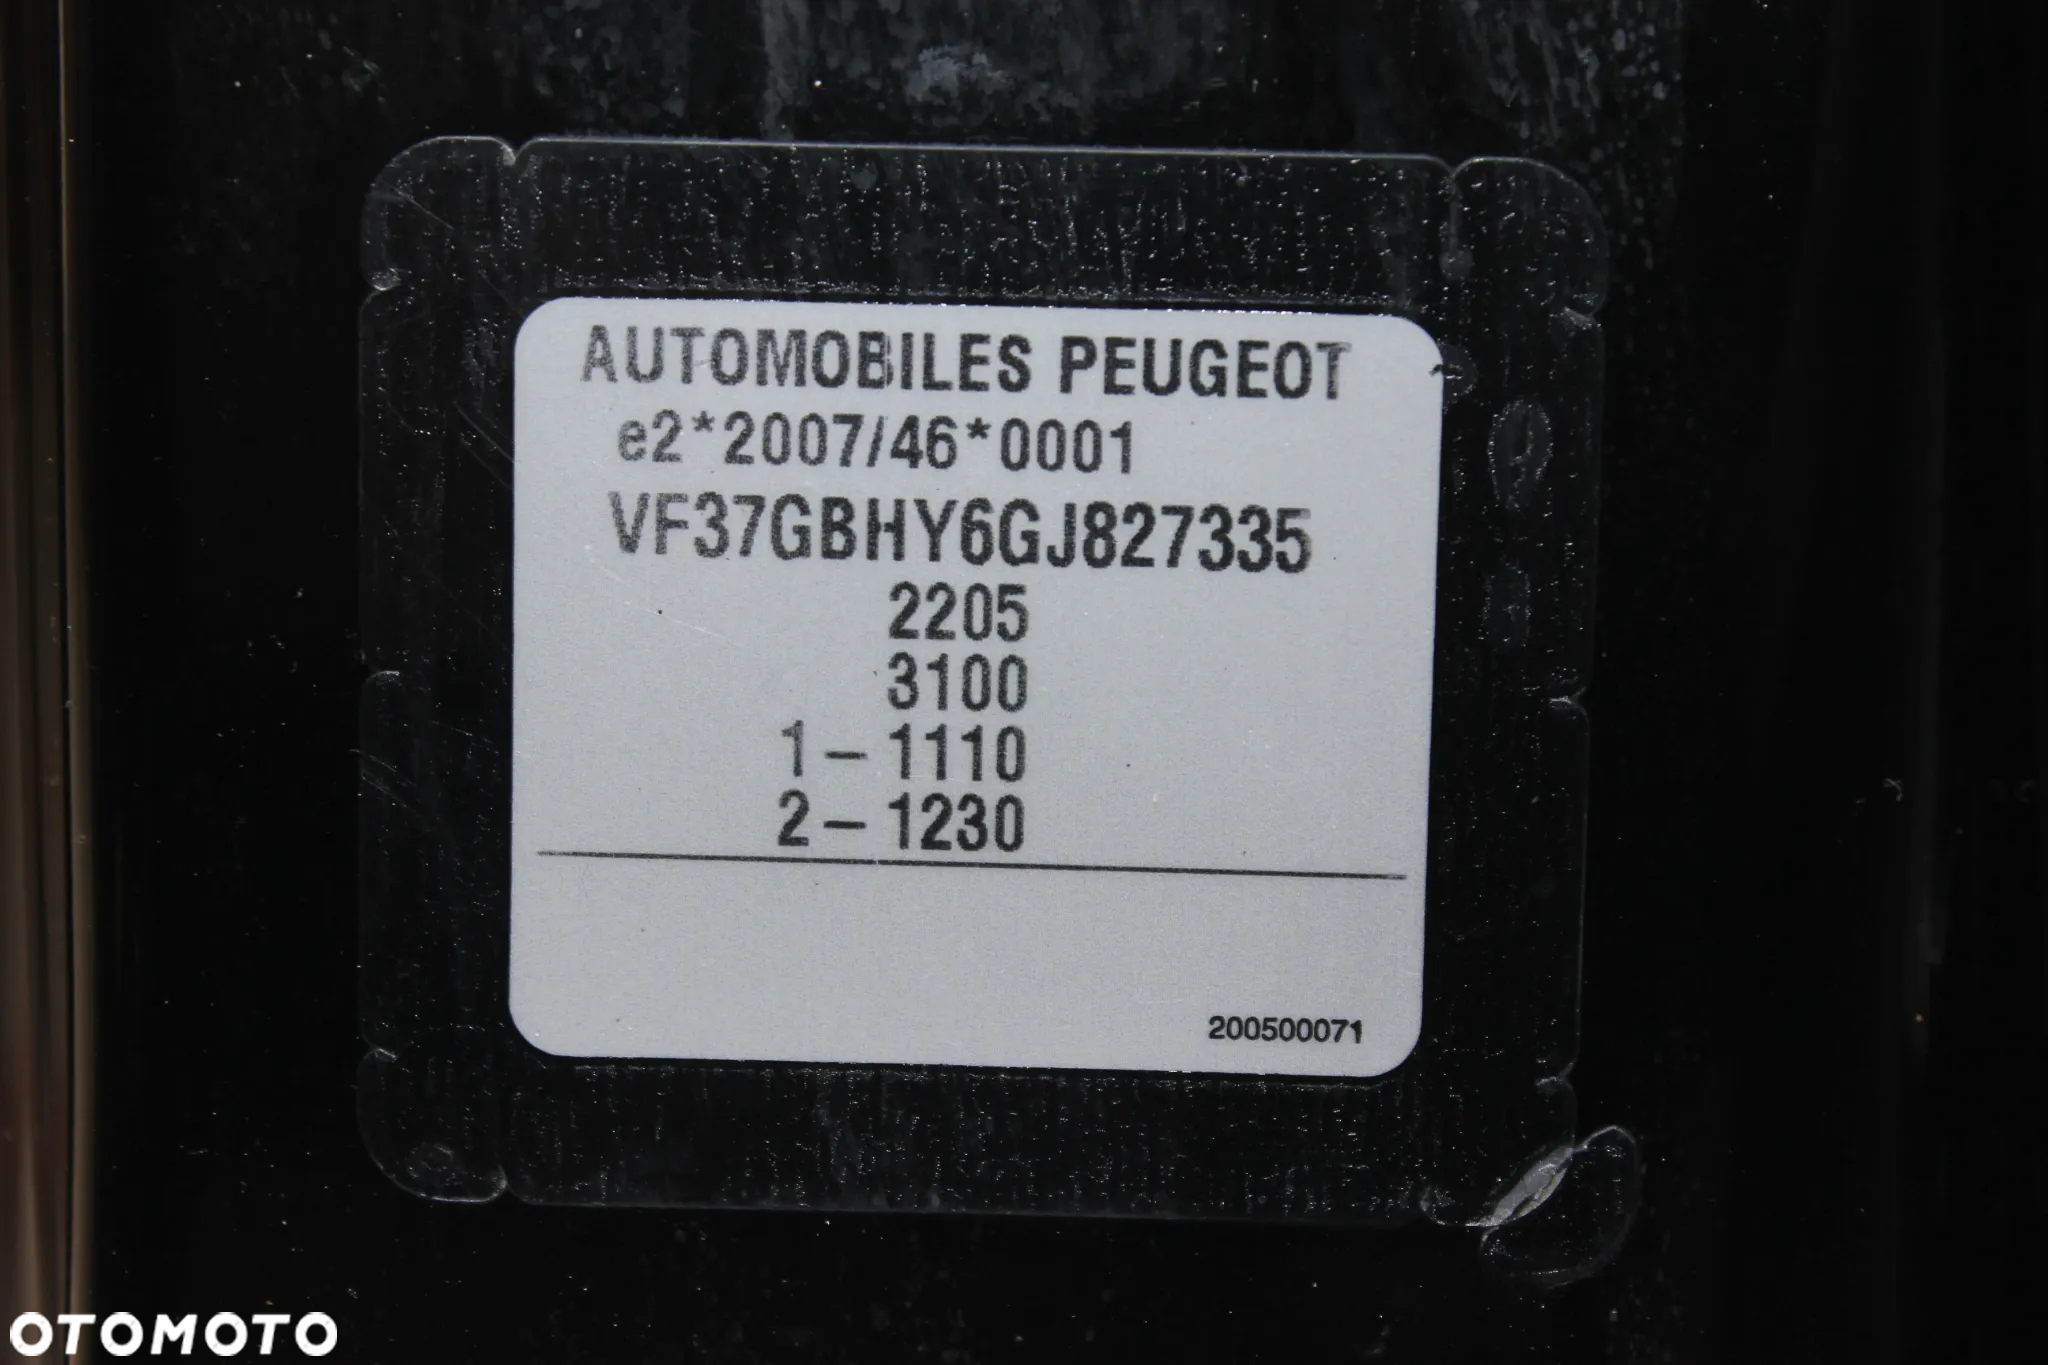 AUTOMOBILES PEUGEOT
e2*2007/46*0001
VF37GBHY6GJ827335
2205
3100
1 – 1110
2 – 1230
200500071
OTOMOTO